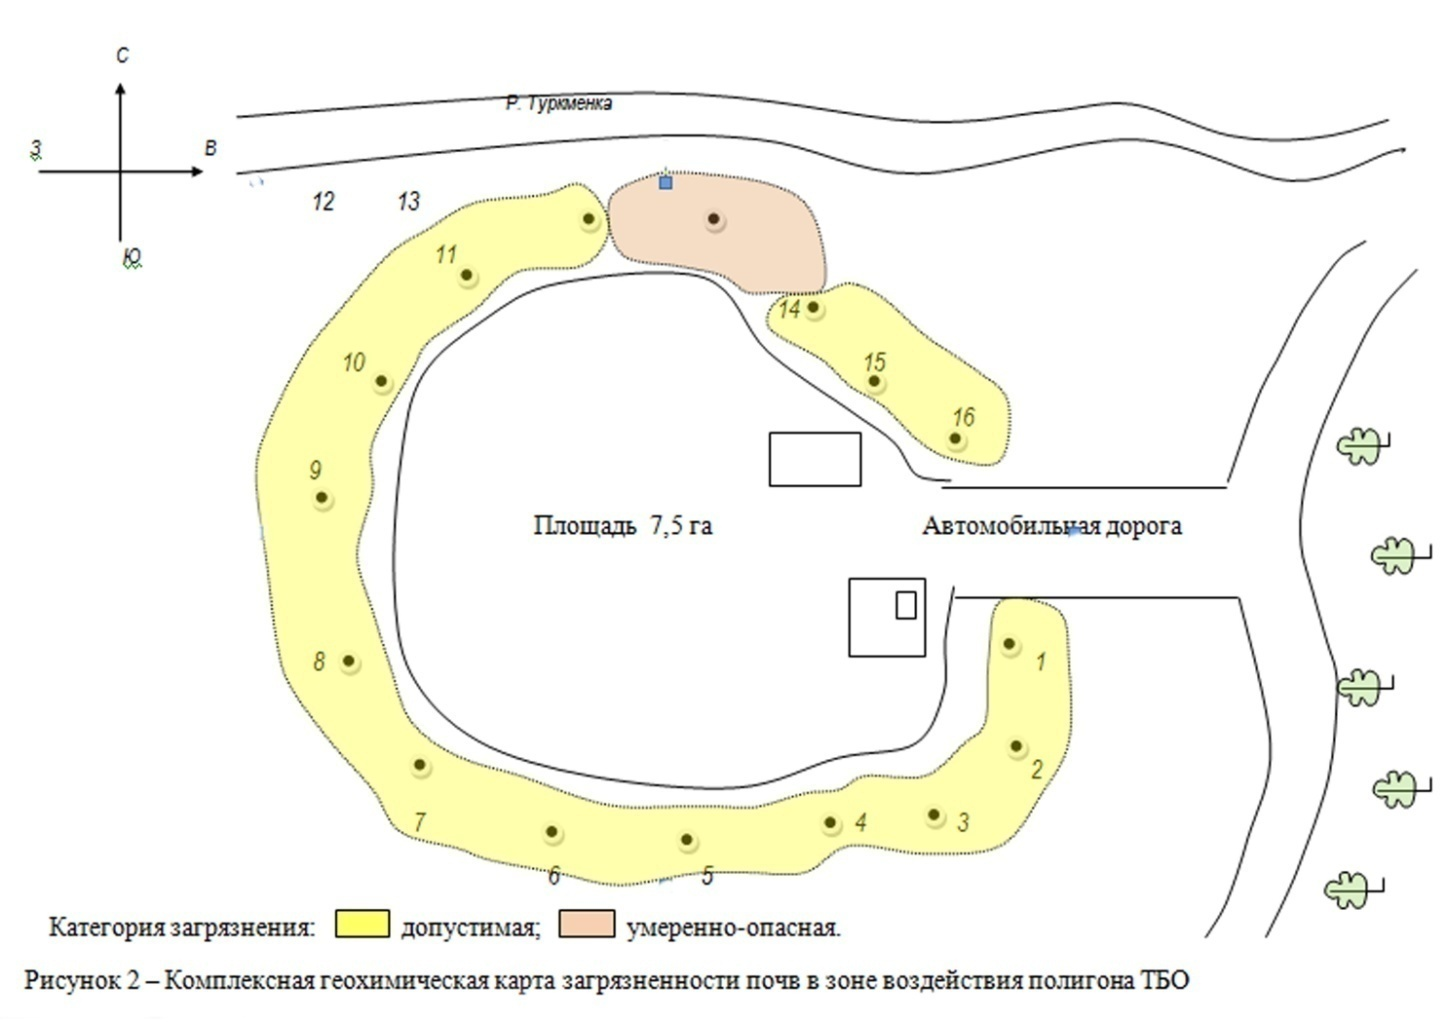 С
Р. Туркменка
З
В
Ю
12
13
11
14
10
15
16
9
Площадь 7,5 га
Автомобильная дорога
8
1
2
7
4
3
6
5
Категория загрязнения: допустимая; умеренно-опасная.
Рисунок 2 – Комплексная геохимическая карта загрязненности почв в зоне воздействия полигона ТБО